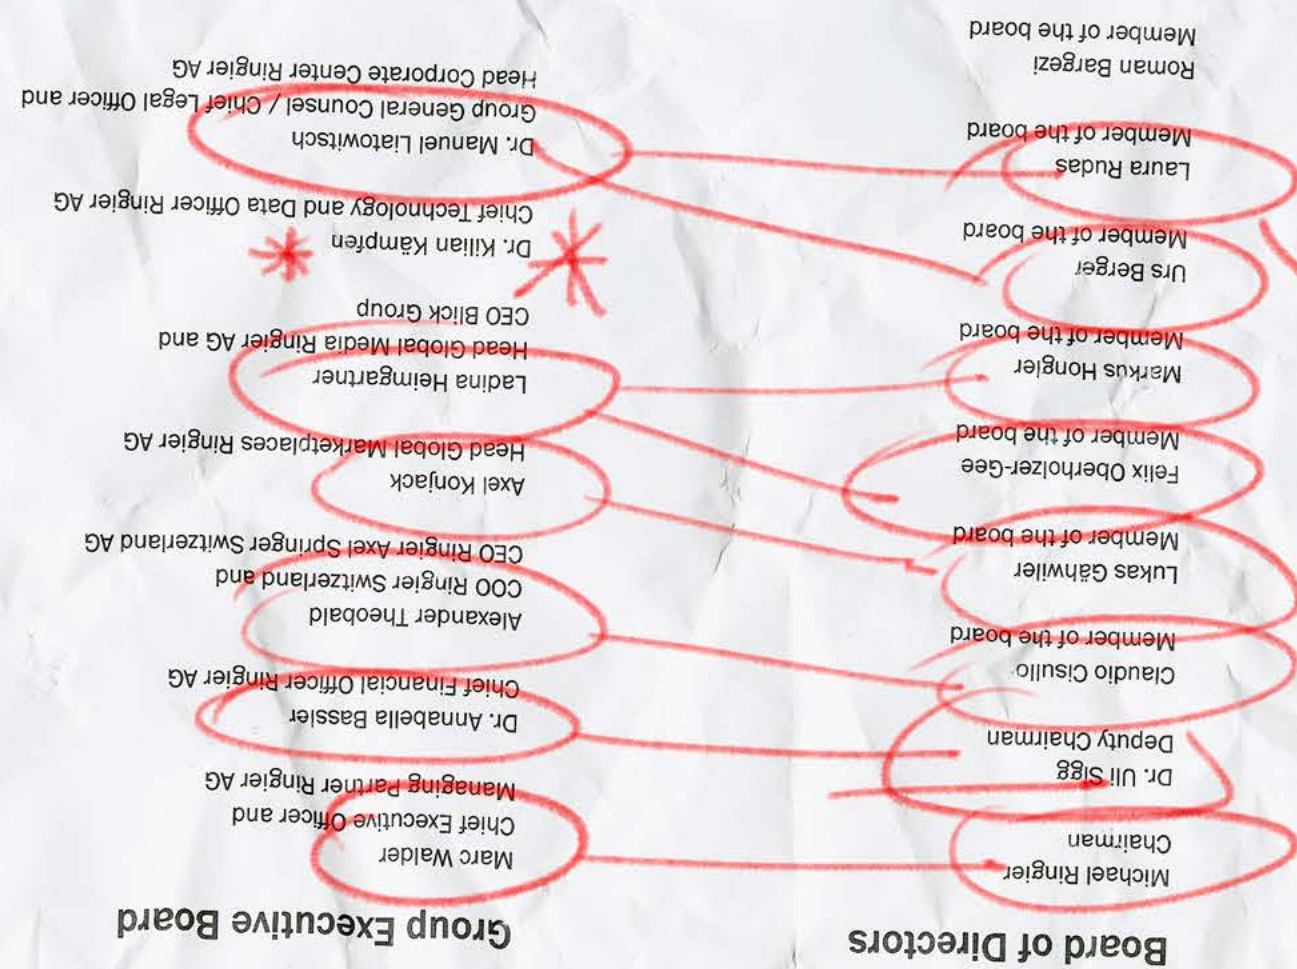 Board of Directors
Michael Ringier
Chairman
Dr. Uli Sigg
Deputy Chairman
Claudio Cisullo
Member of the board
Lukas Gähwiler
Member of the board
Felix Oberholzer-Gee
Member of the board
Markus Hongler
Member of the board
Urs Berger
Member of the board
Laura Rudas
Member of the board
Roman Bargezi
Member of the board
Group Executive Board
Marc Walder
Chief Executive Officer and
Managing Partner Ringier AG
Dr. Annabella Bassler
Chief Financial Officer Ringier AG
Alexander Theobald
COO Ringier Switzerland and
CEO Ringier Axel Springer Switzerland AG
Axel Konjack
Head Global Marketplaces Ringier AG
Ladina Heimgartner
Head Global Media Ringier AG and
CEO Blick Group
Dr. Kilian Kämpfen
Chief Technology and Data Officer Ringier AG
Dr. Manuel Liatowitsch
Group General Counsel / Chief Legal Officer and
Head Corporate Center Ringier AG